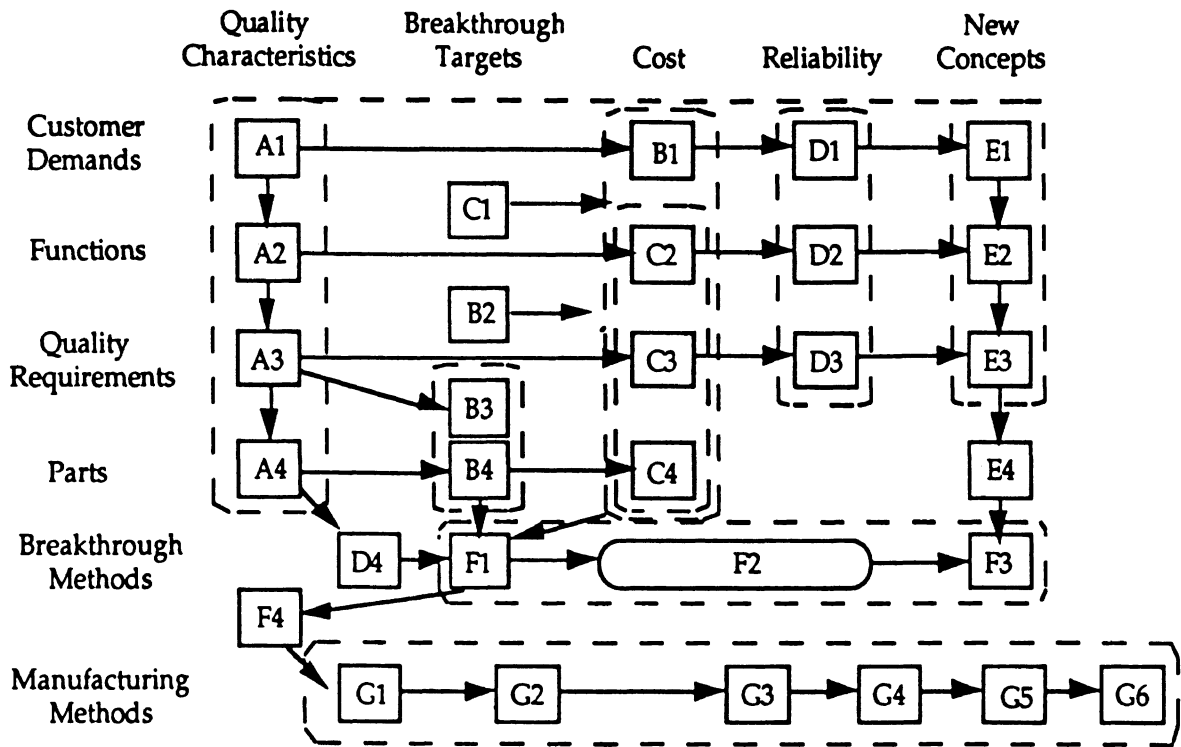 Quality
Characteristics
Breakthrough
Targets
Cost
Reliability
New
Concepts
Customer
Demands
A1
B1
D1
E1
C1
Functions
A2
C2
D2
E2
B2
Quality
Requirements
A3
C3
D3
E3
B3
Parts
A4
B4
C4
E4
Breakthrough
Methods
D4
F1
F2
F3
F4
Manufacturing
Methods
G1
G2
G3
G4
G5
G6